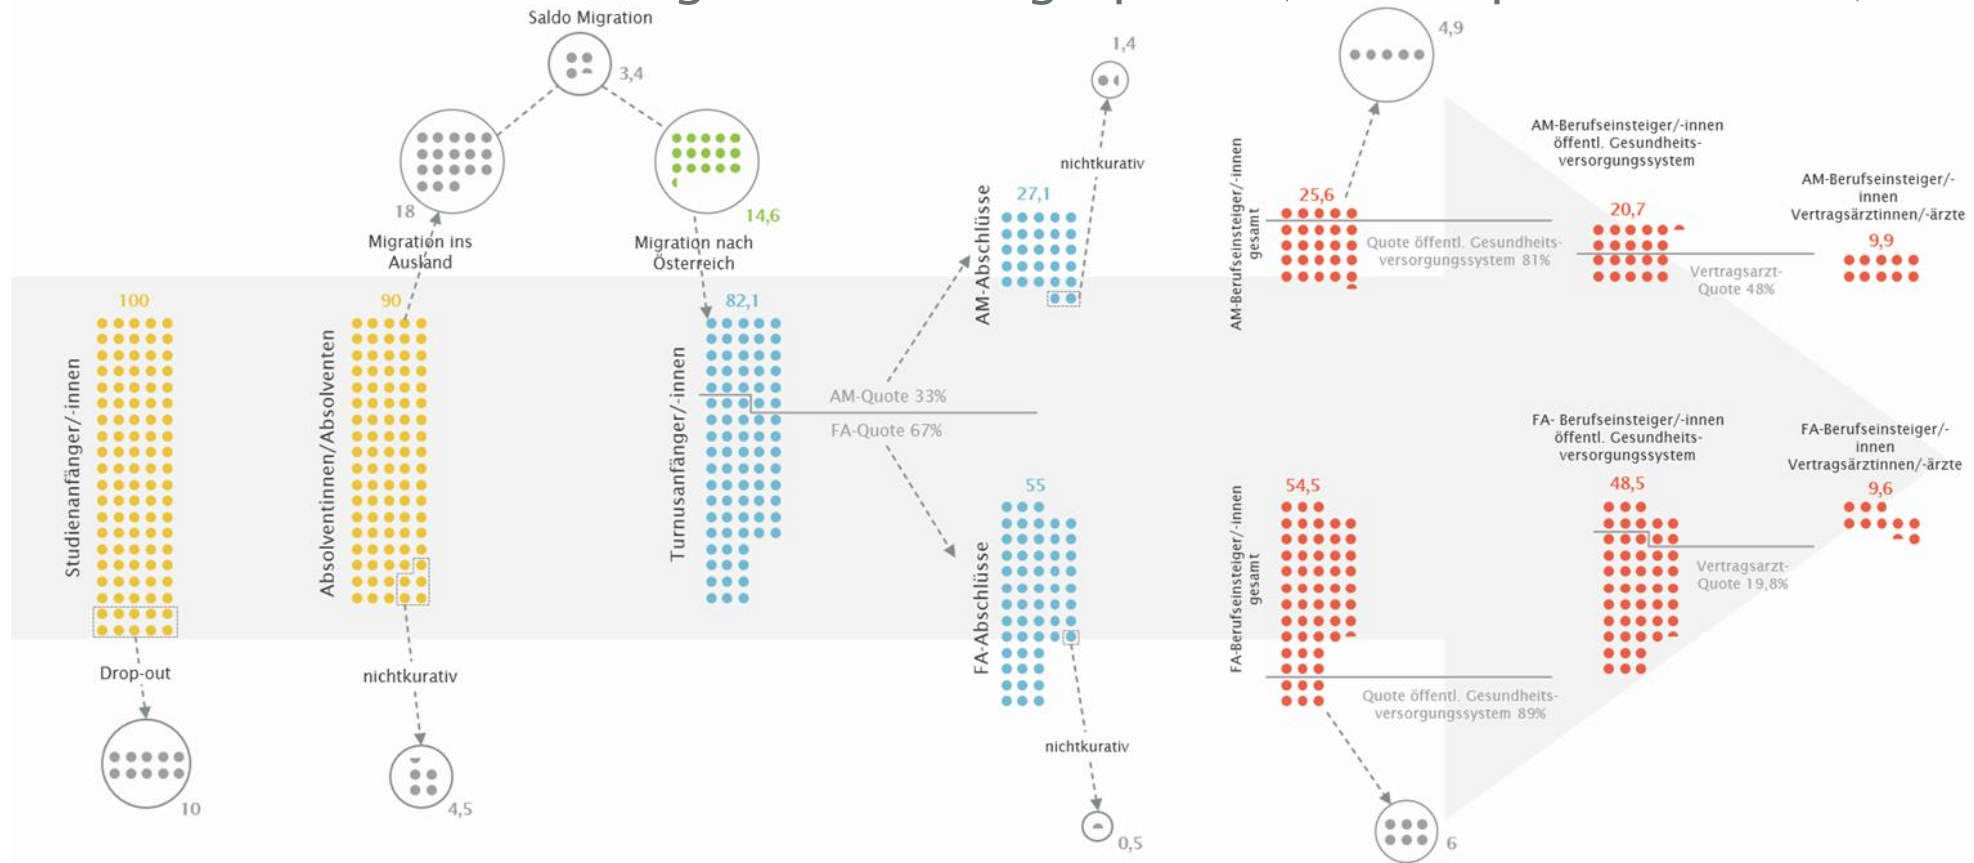 Saldo Migration
3,4
18
Migration ins
Ausland
14,6
Migration nach
Österreich
100
Studienanfänger/-innen
Drop-out
10
90
Absolventinnen/Absolventen
nichtkurativ
4,5
82,1
Turnusanfänger/-innen
AM-Quote 33%
FA-Quote 67%
1,4
nichtkurativ
27,1
AM-Abschlüsse
55
FA-Abschlüsse
nichtkurativ
0,5
4,9
25,6
AM-Berufseinsteiger/-innen
gesamt
Quote öffentl. Gesundheits-
versorgungssystem 81%
AM-Berufseinsteiger/-innen
öffentl. Gesundheits-
versorgungssystem
20,7
Vertragsarzt-
Quote 48%
AM-Berufseinsteiger/-
innen
Vertragsärztinnen/-ärzte
9,9
54,5
FA-Berufseinsteiger/-innen
gesamt
Quote öffentl. Gesundheits-
versorgungssystem 89%
6
FA- Berufseinsteiger/-innen
öffentl. Gesundheits-
versorgungssystem
48,5
Vertragsarzt-
Quote 19,8%
FA-Berufseinsteiger/-
innen
Vertragsärztinnen/-ärzte
9,6